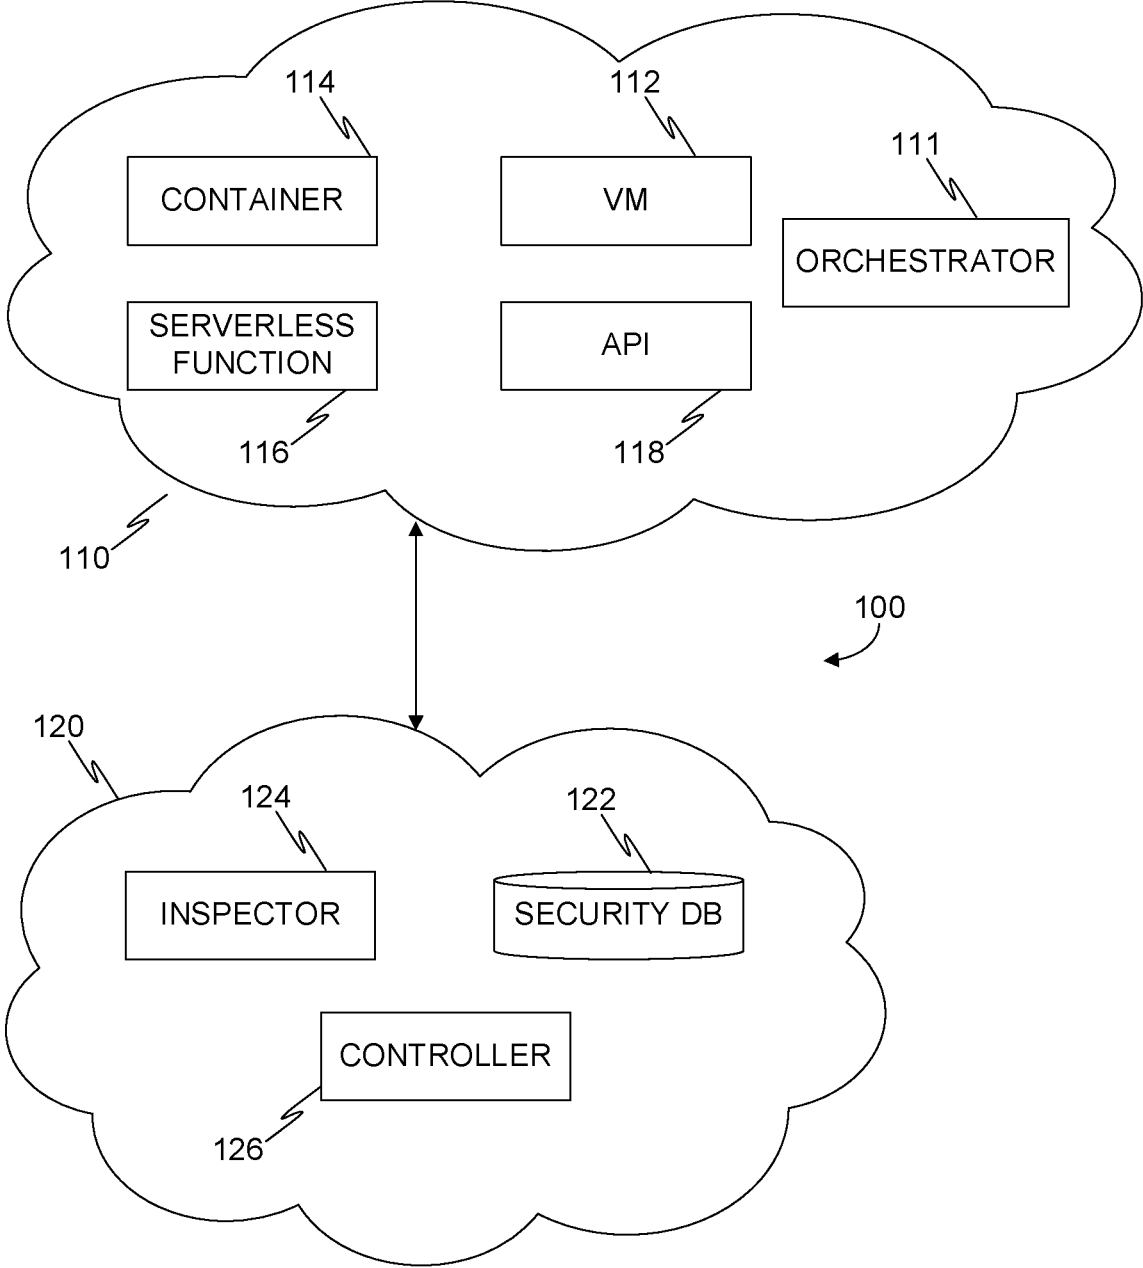 114
112
111
CONTAINER
VM
ORCHESTRATOR
SERVERLESS
FUNCTION
API
116
118
110
100
120
124
122
INSPECTOR
SECURITY DB
CONTROLLER
126